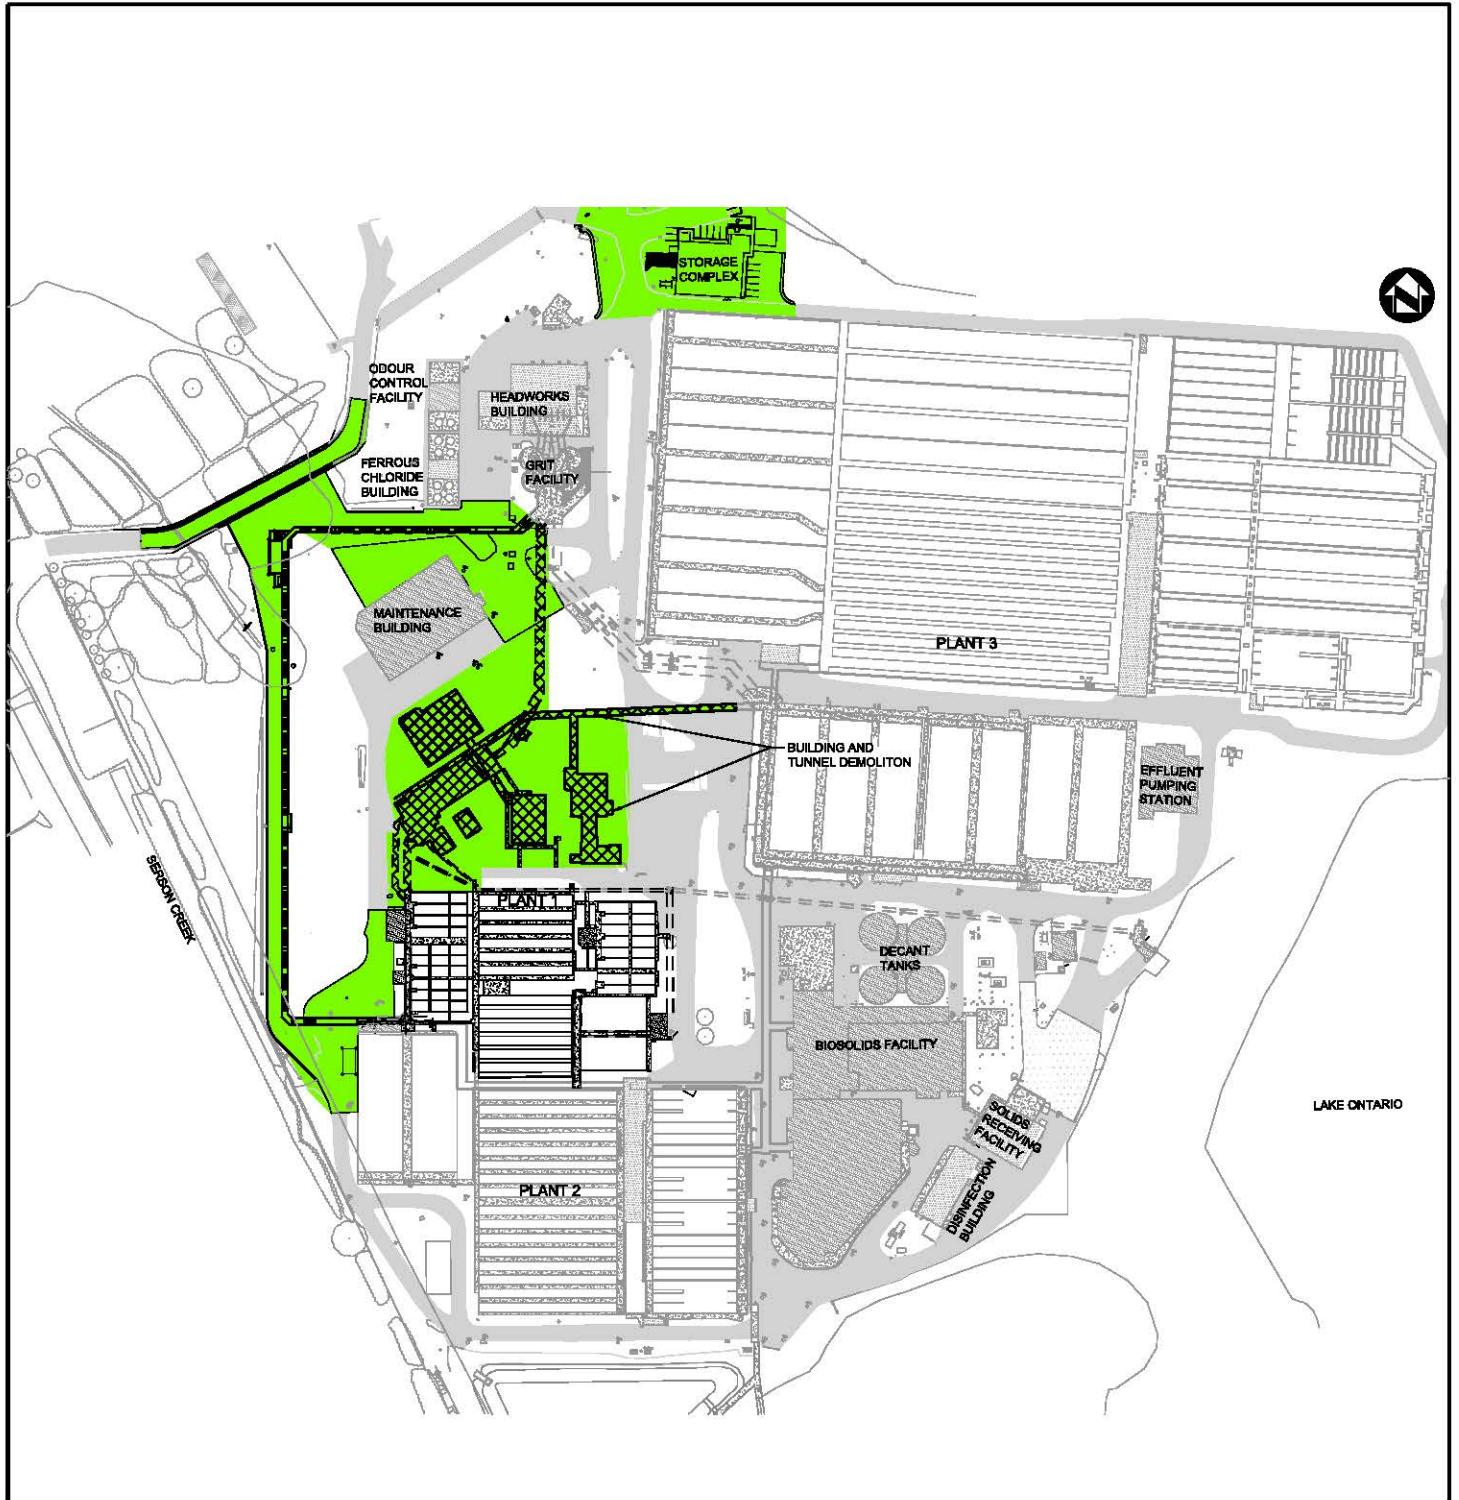 STORAGE
COMPLEX
N
ODOUR
CONTROL
FACILITY
HEADWORKS
BUILDING
FERROUS
CHLORIDE
BUILDING
GRIT
FACILITY
MAINTENANCE
BUILDING
PLANT 3
BUILDING AND
TUNNEL DEMOLITON
EFFLUENT
PUMPING
STATION
SERSON CREEK
PLANT 1
DECANT
TANKS
BIOSOLIDS FACILITY
SOLIDS
RECEIVING
FACILITY
LAKE ONTARIO
DISINFECTION
BUILDING
PLANT 2